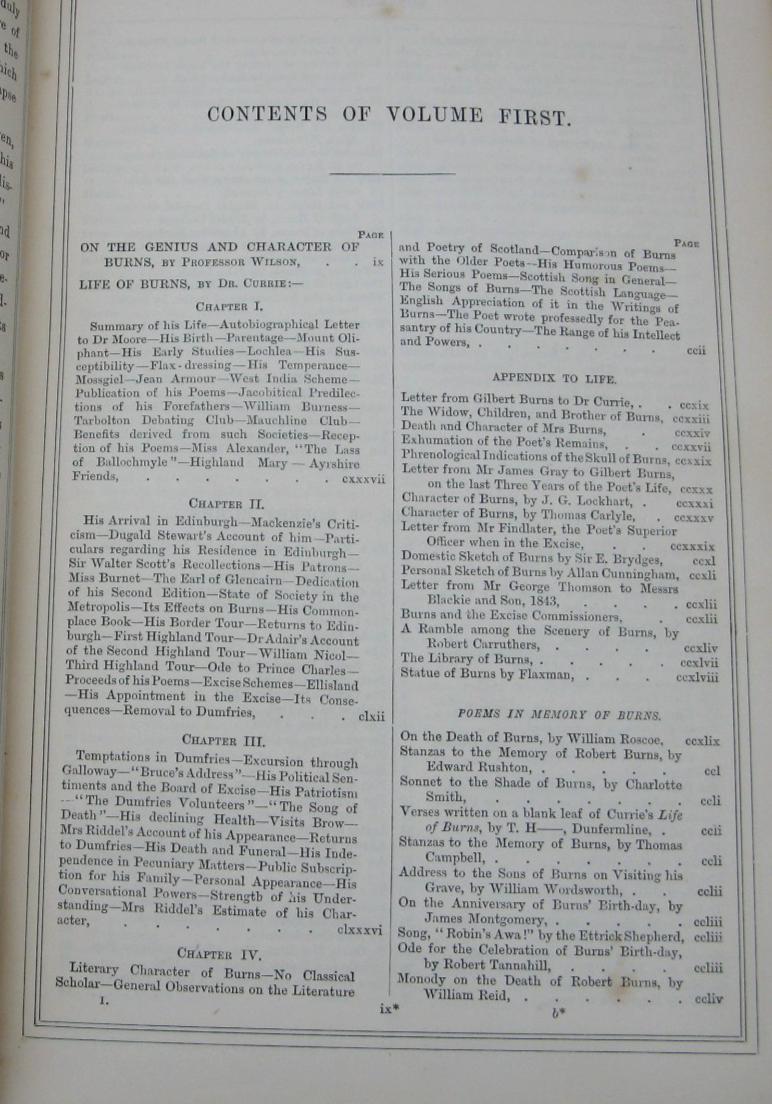 CONTENTS OF VOLUME FIRST.
PAGE
ON THE GENIUS AND CHARACTER OF
BURNS, BY PROFESSOR WILSON, . . ix
LIFE OF BURNS, BY DR. CURRIE:—
CHAPTER I.
Summary of his Life—Autobiographical Letter
to Dr Moore—His Birth—Parentage—Mount Oli-
phant—His Early Studies—Lochlea—His Sus-
ceptibility—Flax-dressing—His Temperance—
Mossgiel—Jean Armour—West India Scheme—
Publication of his Poems—Jacobitical Predilec-
tions of his Forefathers—William Burness—
Tarbolton Debating Club—Mauchline Club—
Benefits derived from such Societies—Recep-
tion of his Poems—Miss Alexander, "The Lass
of Ballochmyle"—Highland Mary—Ayrshire
Friends, . . . . . . . cxxxvii
CHAPTER II.
His Arrival in Edinburgh—Mackenzie's Criti-
cism—Dugald Stewart's Account of him—Parti-
culars regarding his Residence in Edinburgh—
Sir Walter Scott's Recollections—His Patrons—
Miss Burnet—The Earl of Glencairn—Dedication
of his Second Edition—State of Society in the
Metropolis—Its Effects on Burns—His Common-
place Book—His Border Tour—Returns to Edin-
burgh—First Highland Tour—Dr Adair's Account
of the Second Highland Tour—William Nicol—
Third Highland Tour—Ode to Prince Charles—
Proceeds of his Poems—Excise Schemes—Ellisland
—His Appointment in the Excise—Its Conse-
quences—Removal to Dumfries, . . . clxii
CHAPTER III.
Temptations in Dumfries—Excursion through
Galloway—"Bruce's Address"—His Political Sen-
timents and the Board of Excise—His Patriotism
—"The Dumfries Volunteers"—"The Song of
Death"—His declining Health—Visits Brow—
Mrs Riddel's Account of his Appearance—Returns
to Dumfries—His Death and Funeral—His Inde-
pendence in Pecuniary Matters—Public Subscrip-
tion for his Family—Personal Appearance—His
Conversational Powers—Strength of his Under-
standing—Mrs Riddel's Estimate of his Char-
acter, . . . . . . . clxxxvi
CHAPTER IV.
Literary Character of Burns—No Classical
Scholar—General Observations on the Literature
I.
ix*
PAGE
and Poetry of Scotland—Comparison of Burns
with the Older Poets—His Humorous Poems—
His Serious Poems—Scottish Song in General—
The Songs of Burns—The Scottish Language—
English Appreciation of it in the Writings of
Burns—The Poet wrote professedly for the Pea-
santry of his Country—The Range of his Intellect
and Powers, . . . . . . . ccii
APPENDIX TO LIFE.
Letter from Gilbert Burns to Dr Currie, . . ccxix
The Widow, Children, and Brother of Burns, ccxxiii
Death and Character of Mrs Burns, . ccxxiv
Exhumation of the Poet's Remains, . . ccxxvii
Phrenological Indications of the Skull of Burns, ccxxix
Letter from Mr James Gray to Gilbert Burns,
on the last Three Years of the Poet's Life, ccxxx
Character of Burns, by J. G. Lockhart, . ccxxxi
Character of Burns, by Thomas Carlyle, . ccxxxv
Letter from Mr Findlater, the Poet's Superior
Officer when in the Excise, . . ccxxxix
Domestic Sketch of Burns by Sir E. Brydges, ccxl
Personal Sketch of Burns by Allan Cunningham, ccxli
Letter from Mr George Thomson to Messrs
Blackie and Son, 1843, . . . . ccxlii
Burns and the Excise Commissioners, . ccxlii
A Ramble among the Scenery of Burns, by
Robert Carruthers, . . . . ccxliv
The Library of Burns, . . . . . ccxlvii
Statue of Burns by Flaxman, . . . . ccxlviii
POEMS IN MEMORY OF BURNS.
On the Death of Burns, by William Roscoe, ccxlix
Stanzas to the Memory of Robert Burns, by
Edward Rushton, . . . . . ccl
Sonnet to the Shade of Burns, by Charlotte
Smith, . . . . . . . ccli
Verses written on a blank leaf of Currie's Life
of Burns, by T. H——, Dunfermline, . ccli
Stanzas to the Memory of Burns, by Thomas
Campbell, . . . . . . . ccli
Address to the Sons of Burns on Visiting his
Grave, by William Wordsworth, . . cclii
On the Anniversary of Burns' Birth-day, by
James Montgomery, . . . . . ccliii
Song, "Robin's Awa!" by the Ettrick Shepherd, ccliii
Ode for the Celebration of Burns' Birth-day,
by Robert Tannahill, . . . . . ccliii
Monody on the Death of Robert Burns, by
William Reid, . . . . . . ccliv
b*